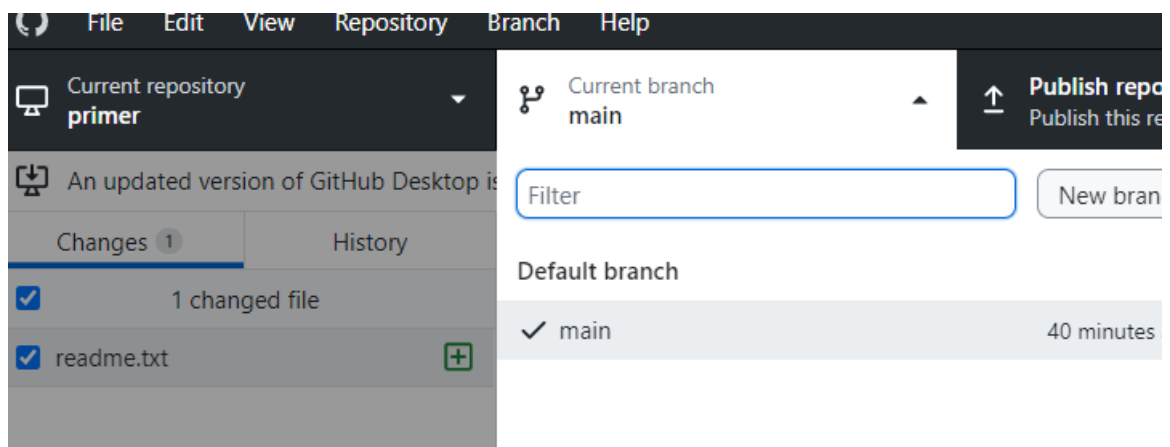 File Edit View Repository Branch Help
Current repository
primer
Current branch
main
Publish repo
Publish this re
An updated version of GitHub Desktop is
Filter
New bran
Changes 1
History
1 changed file
readme.txt
Default branch
main
40 minutes